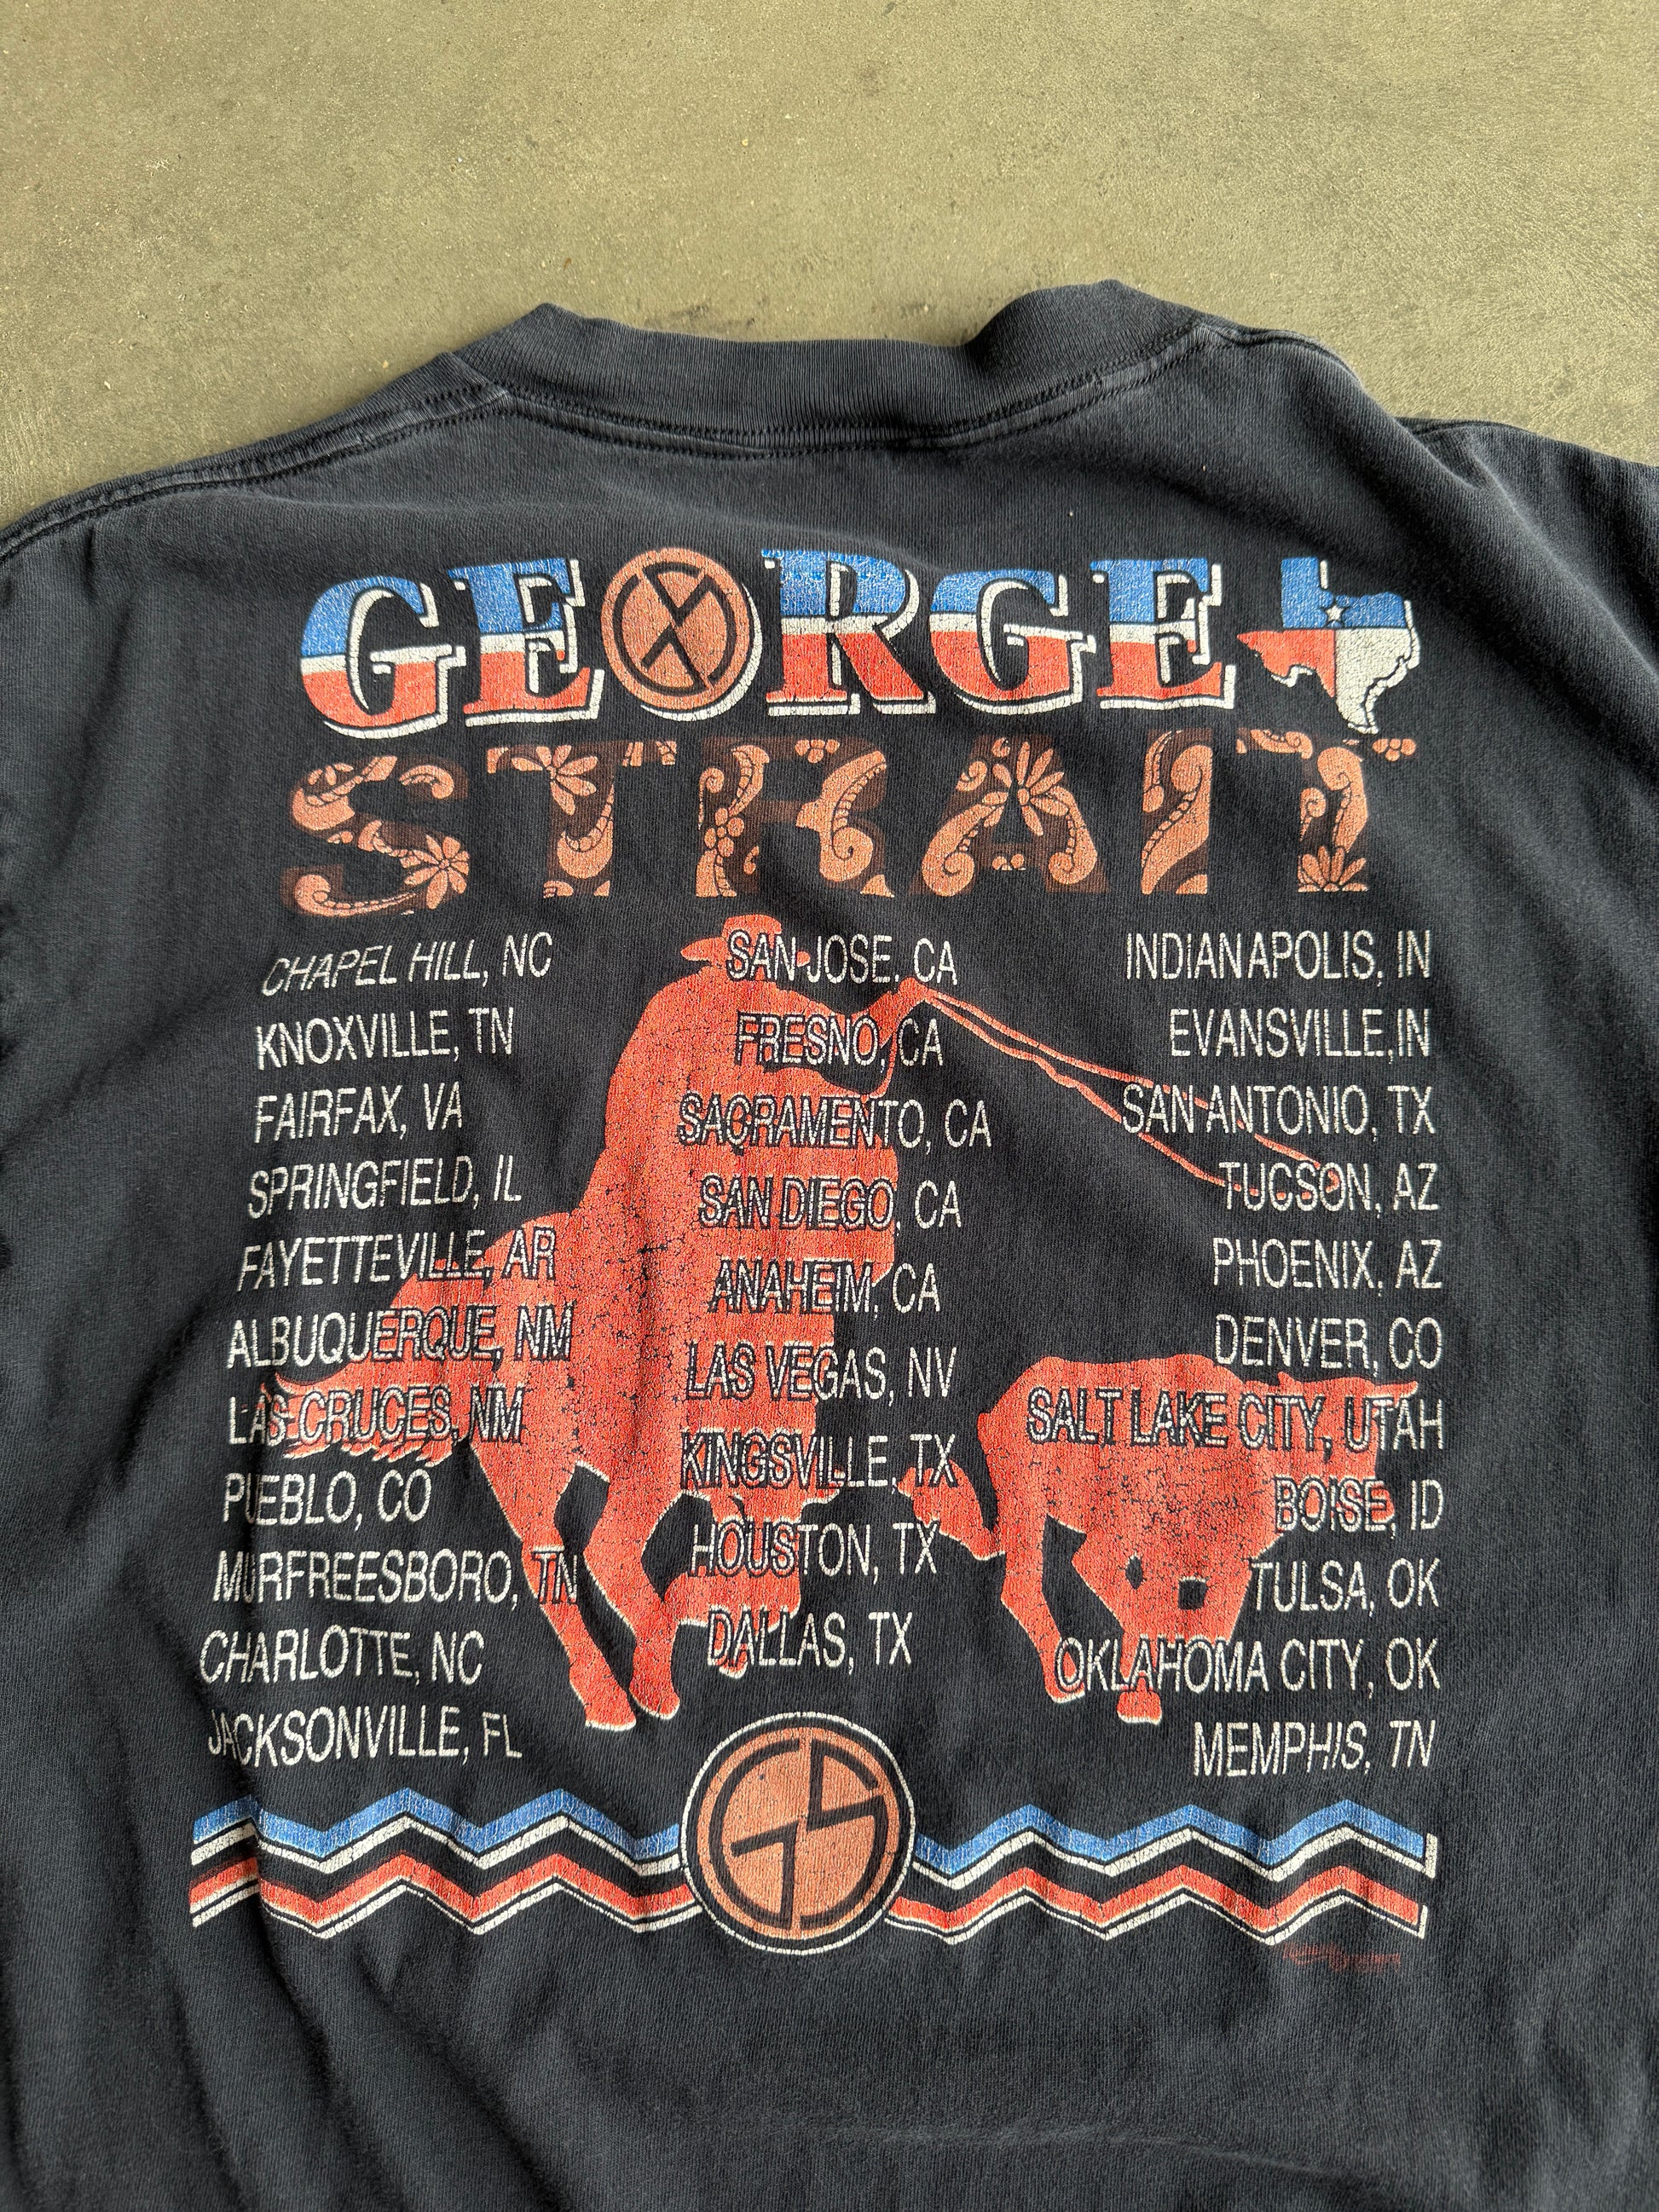 GEORGE
STRAIT
CHAPEL HILL, NC
KNOXVILLE, TN
FAIRFAX, VA
SPRINGFIELD, IL
FAYETTEVILLE, AR
ALBUQUERQUE, NM
LAS CRUCES, NM
PUEBLO, CO
MURFREESBORO, TN
CHARLOTTE, NC
JACKSONVILLE, FL
SAN JOSE, CA
FRESNO, CA
SACRAMENTO, CA
SAN DIEGO, CA
ANAHEIM, CA
LAS VEGAS, NV
KINGSVILLE, TX
HOUSTON, TX
DALLAS, TX
INDIANAPOLIS, IN
EVANSVILLE, IN
SAN ANTONIO, TX
TUCSON, AZ
PHOENIX, AZ
DENVER, CO
SALT LAKE CITY, UTAH
BOISE, ID
TULSA, OK
OKLAHOMA CITY, OK
MEMPHIS, TN
GS